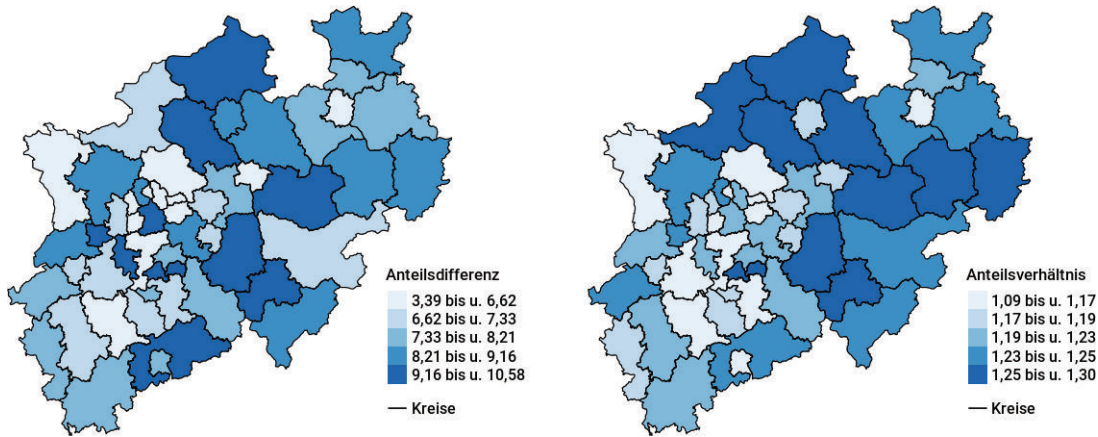 Anteilsdifferenz
3,39 bis u. 6,62
6,62 bis u. 7,33
7,33 bis u. 8,21
8,21 bis u. 9,16
9,16 bis u. 10,58
Kreise
Anteilsverhältnis
1,09 bis u. 1,17
1,17 bis u. 1,19
1,19 bis u. 1,23
1,23 bis u. 1,25
1,25 bis u. 1,30
Kreise